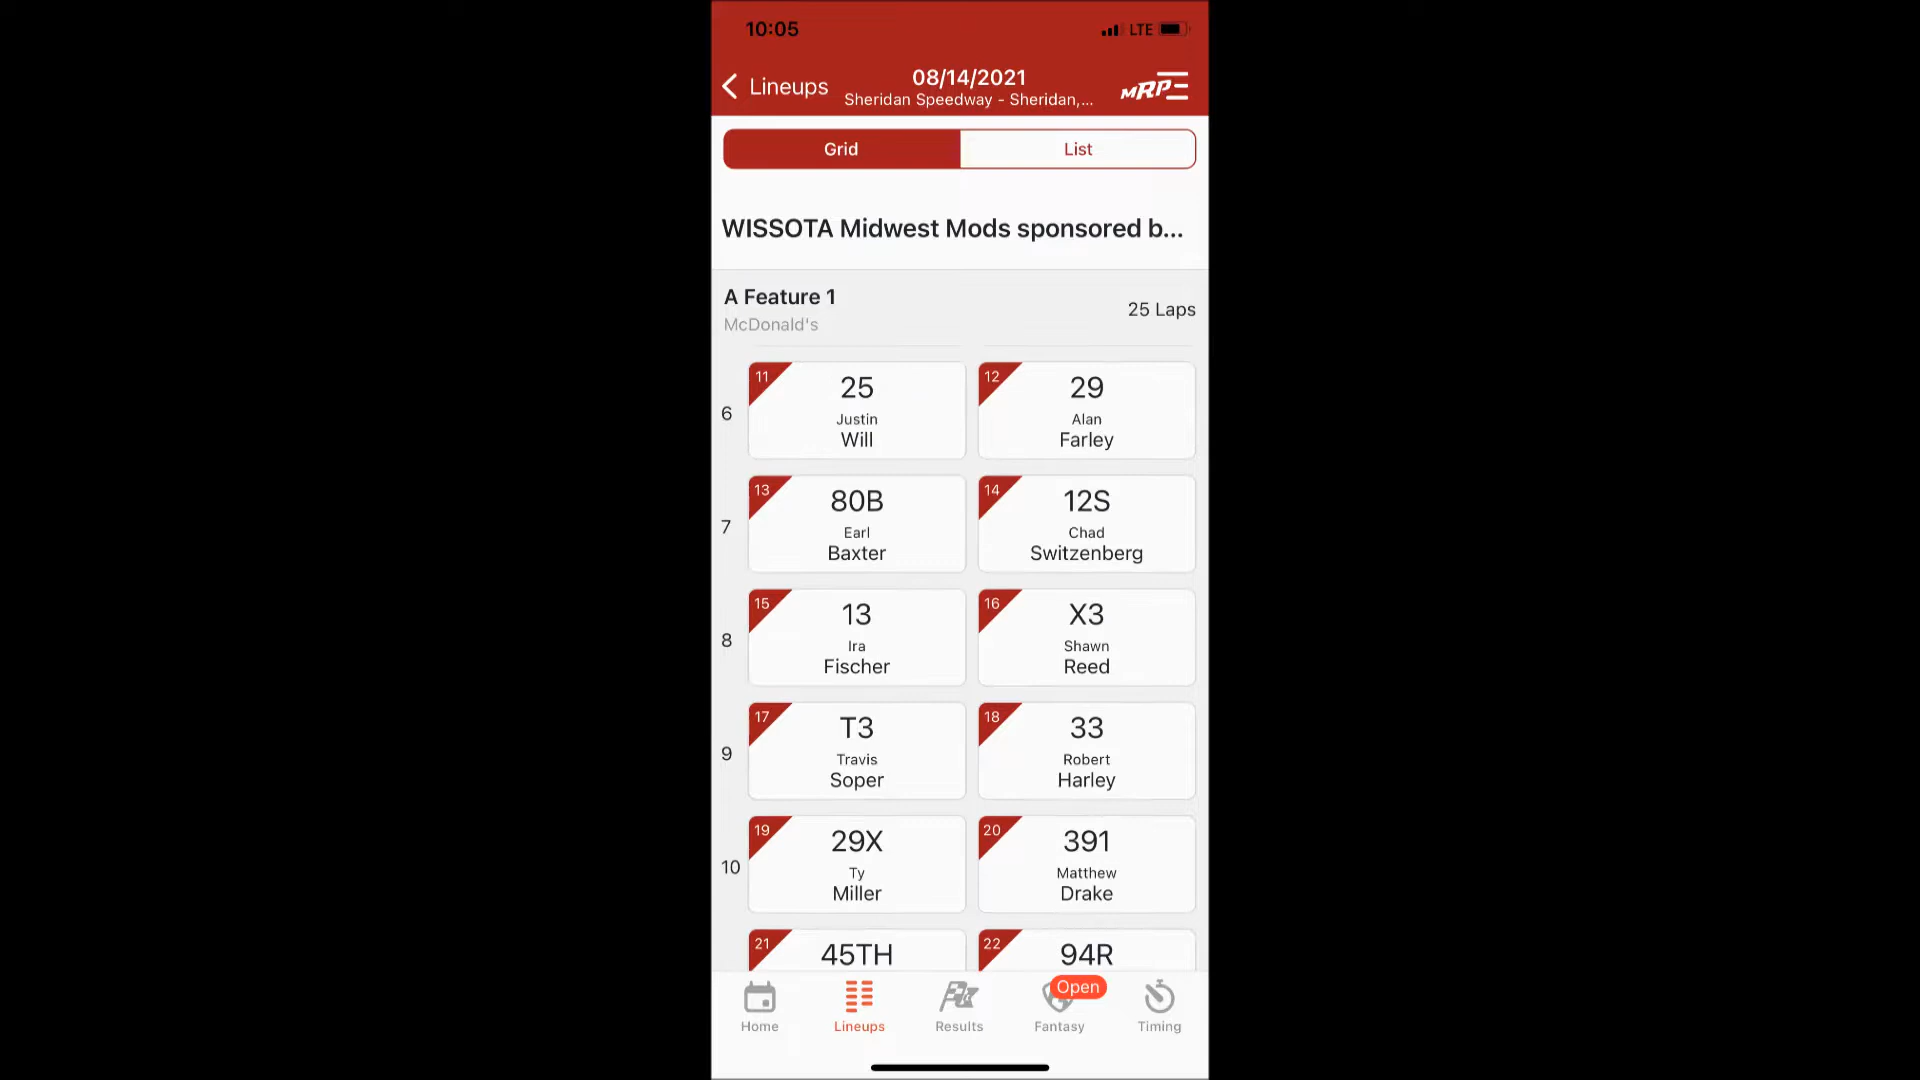 10:05
LTE
Lineups
08/14/2021
Sheridan Speedway - Sheridan,...
MRP
Grid
List
WISSOTA Midwest Mods sponsored b...
A Feature 1
McDonald's
25 Laps
6
11
25
Justin
Will
12
29
Alan
Farley
7
13
80B
Earl
Baxter
14
12S
Chad
Switzenberg
8
15
13
Ira
Fischer
16
X3
Shawn
Reed
9
17
T3
Travis
Soper
18
33
Robert
Harley
10
19
29X
Ty
Miller
20
391
Matthew
Drake
21
45TH
22
94R
Home
Lineups
Results
Open
Fantasy
Timing